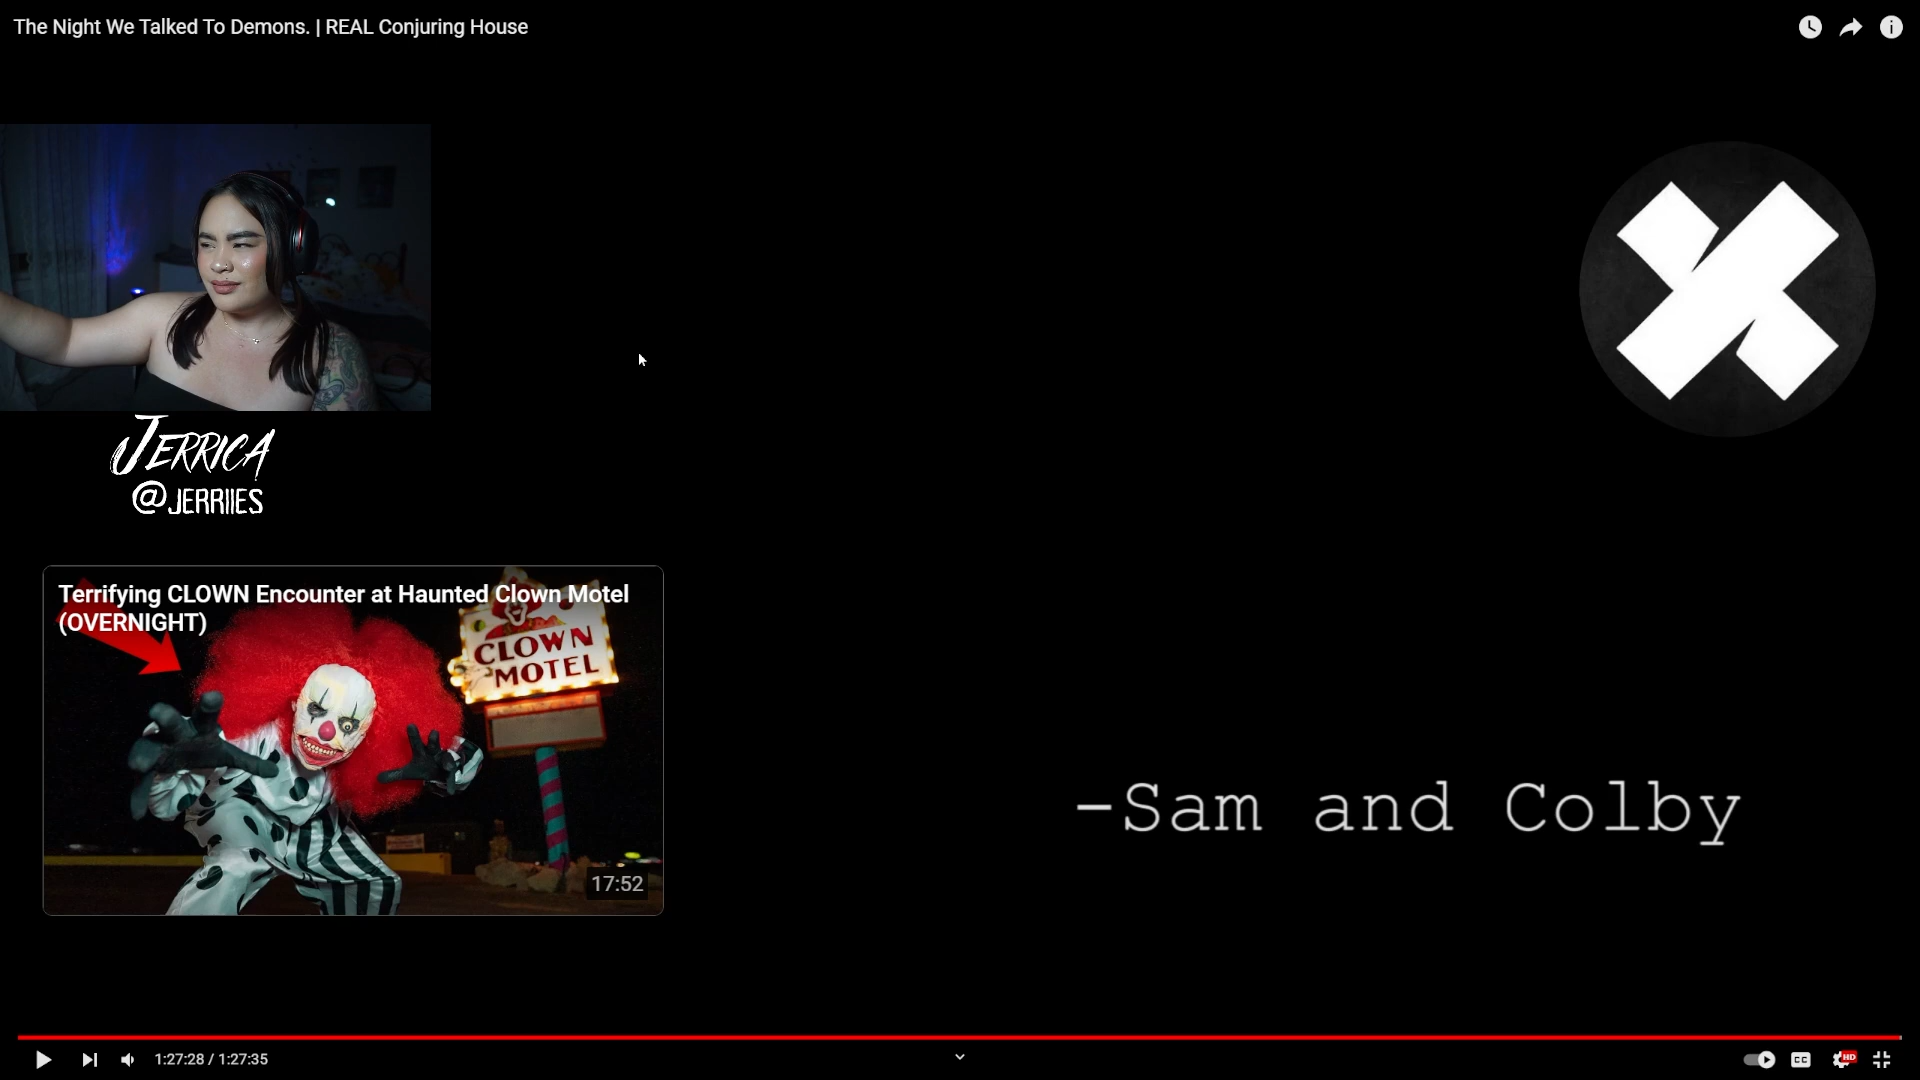 The Night We Talked To Demons. | REAL Conjuring House
JERRICA
@JERRIIES
Terrifying CLOWN Encounter at Haunted Clown Motel
(OVERNIGHT)
CLOWN
MOTEL
17:52
-Sam and Colby
1:27:28 / 1:27:35
CC
HD